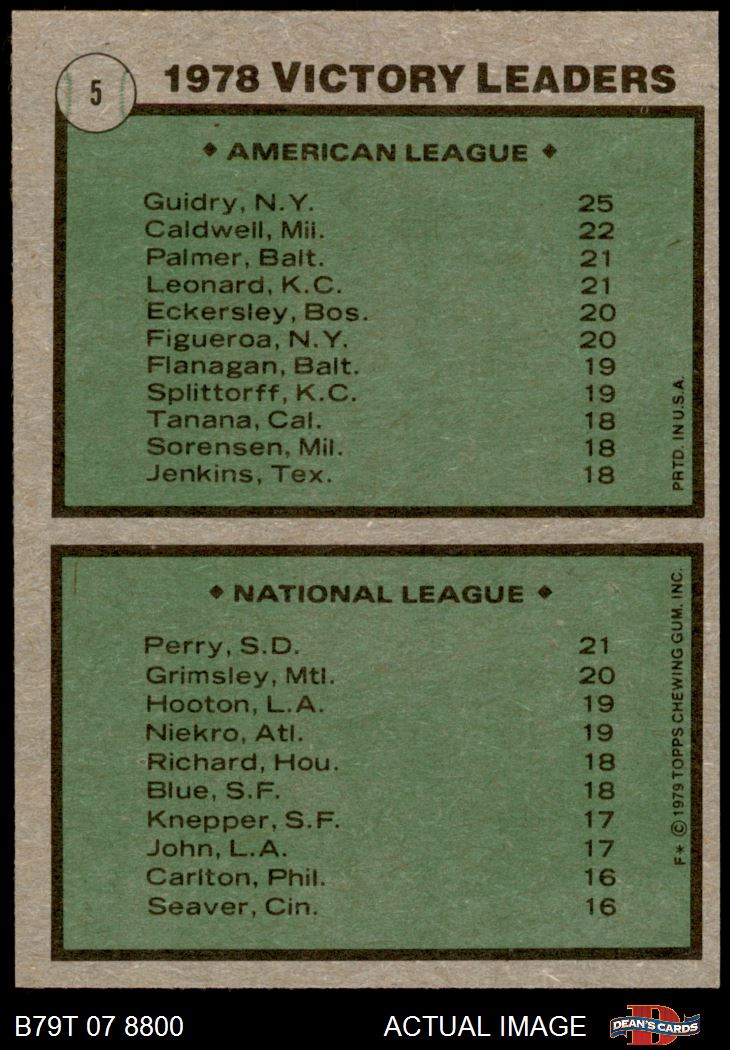 5
1978 VICTORY LEADERS
◆ AMERICAN LEAGUE ◆
Guidry, N.Y. 25
Caldwell, Mil. 22
Palmer, Balt. 21
Leonard, K.C. 21
Eckersley, Bos. 20
Figueroa, N.Y. 20
Flanagan, Balt. 19
Splittorff, K.C. 19
Tanana, Cal. 18
Sorensen, Mil. 18
Jenkins, Tex. 18
PRTD. IN U.S.A.
◆ NATIONAL LEAGUE ◆
Perry, S.D. 21
Grimsley, Mtl. 20
Hooton, L.A. 19
Niekro, Atl. 19
Richard, Hou. 18
Blue, S.F. 18
Knepper, S.F. 17
John, L.A. 17
Carlton, Phil. 16
Seaver, Cin. 16
F* © 1979 TOPPS CHEWING GUM, INC.
B79T 07 8800
ACTUAL IMAGE
D
DEAN'S CARDS